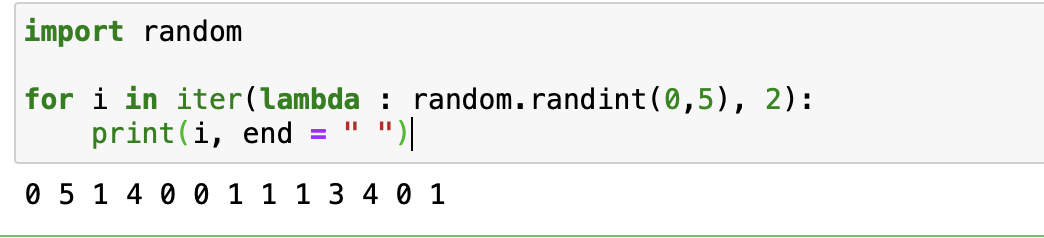 import random
for i in iter(lambda : random.randint(0,5), 2):
    print(i, end = " ")
0 5 1 4 0 0 1 1 1 3 4 0 1